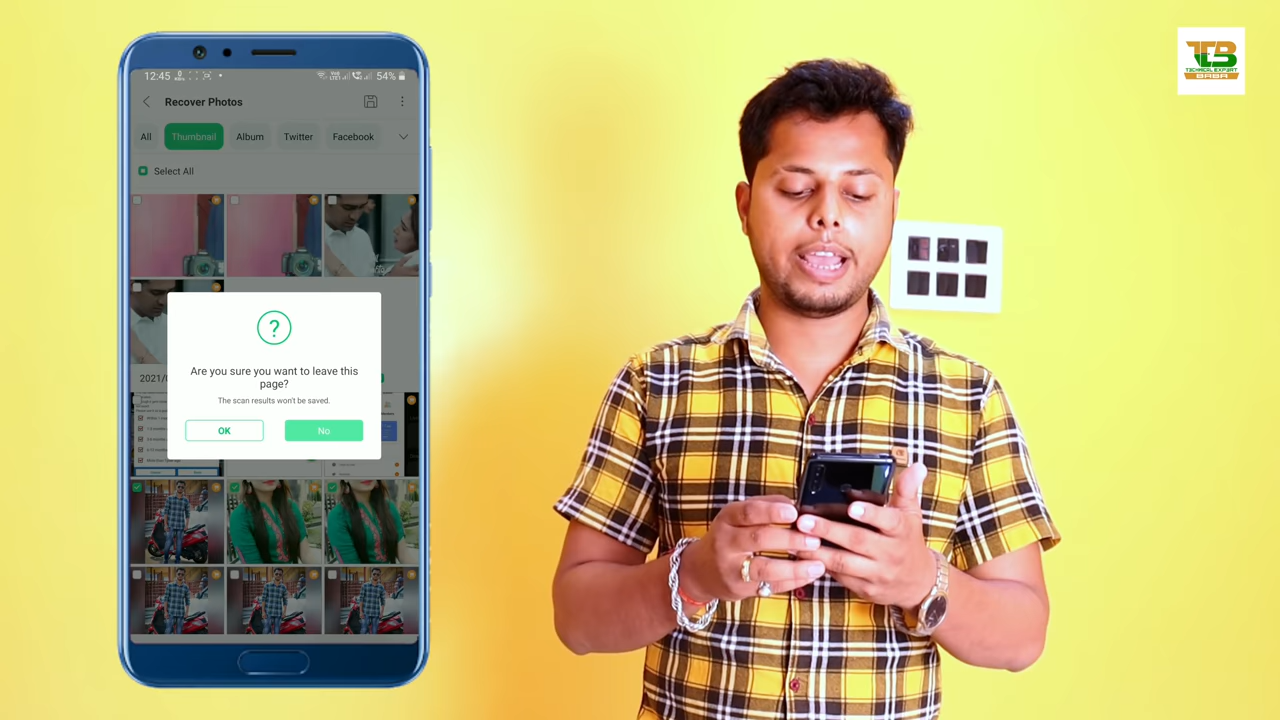 TEB
TECHNICAL EXPERT
BABA
12:45
54%
Recover Photos
All
Thumbnail
Album
Twitter
Facebook
Select All
Are you sure you want to leave this
page?
The scan results won't be saved.
OK
No